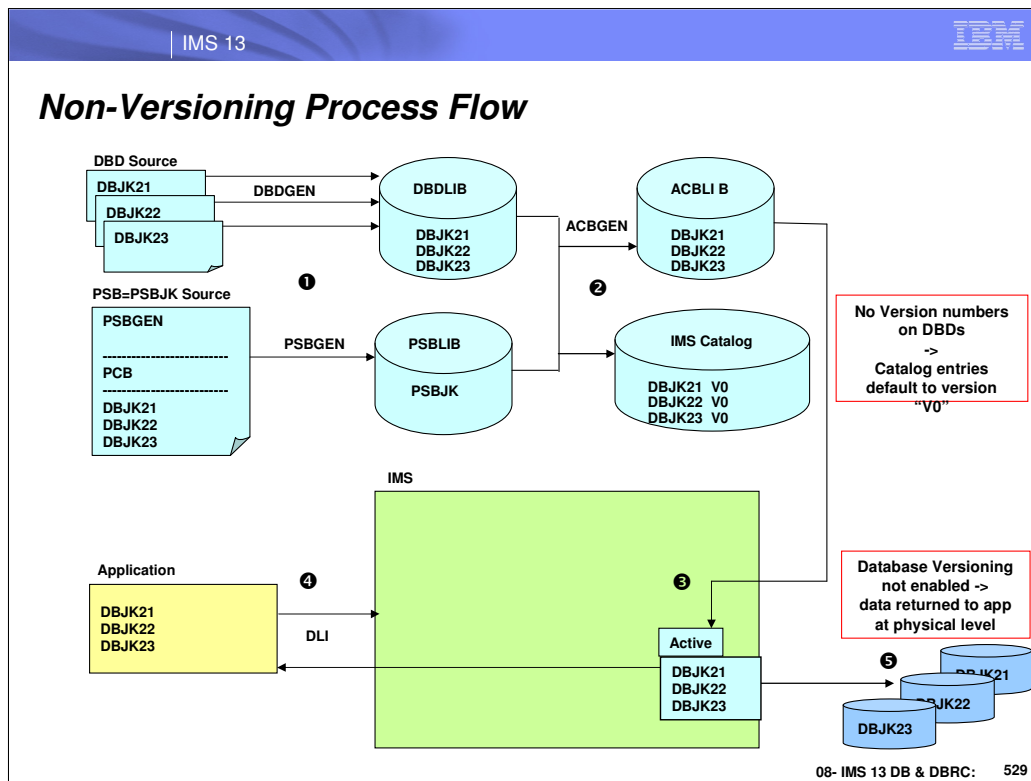 IMS 13
IBM
Non-Versioning Process Flow
DBD Source
DBJK21
DBJK22
DBJK23
DBDGEN
DBDLIB
DBJK21
DBJK22
DBJK23
ACBGEN
ACBLI B
DBJK21
DBJK22
DBJK23
❶
❷
PSB=PSBJK Source
PSBGEN
---------------------------
PCB
---------------------------
DBJK21
DBJK22
DBJK23
PSBGEN
PSBLIB
PSBJK
IMS Catalog
DBJK21 V0
DBJK22 V0
DBJK23 V0
No Version numbers
on DBDs
->
Catalog entries
default to version
“V0”
IMS
Application
DBJK21
DBJK22
DBJK23
❹
DLI
❸
Active
DBJK21
DBJK22
DBJK23
Database Versioning
not enabled ->
data returned to app
at physical level
❺
DBJK21
DBJK22
DBJK23
08- IMS 13 DB & DBRC: 529